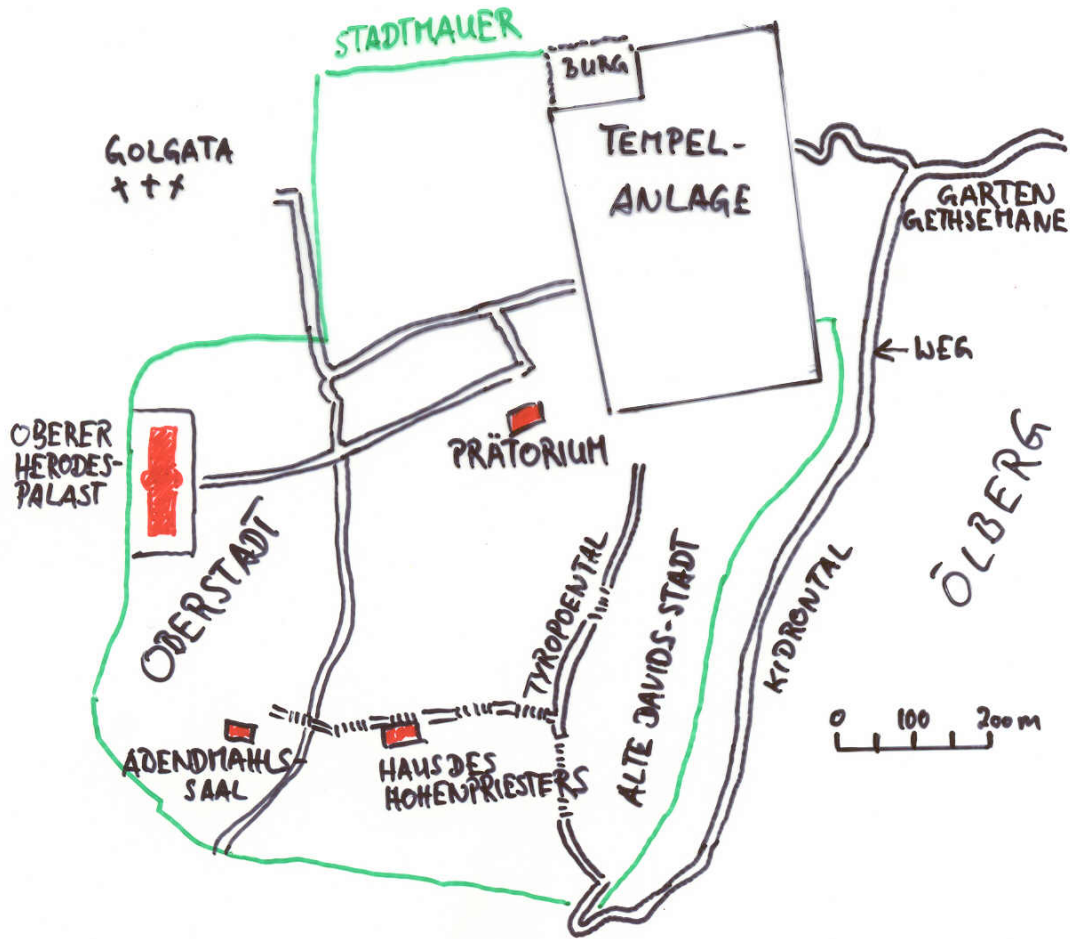 STADTMAUER
BURG
GOLGATA
TEMPEL-
ANLAGE
GARTEN
GETHSEMANE
← WEG
OBERER
HERODES-
PALAST
PRÄTORIUM
OBERSTADT
TYROPOENTAL
ALTE DAVIDS-STADT
KIDRONTAL
ÖLBERG
0 100 200 m
ABENDMAHLS-
SAAL
HAUS DES
HOHENPRIESTERS